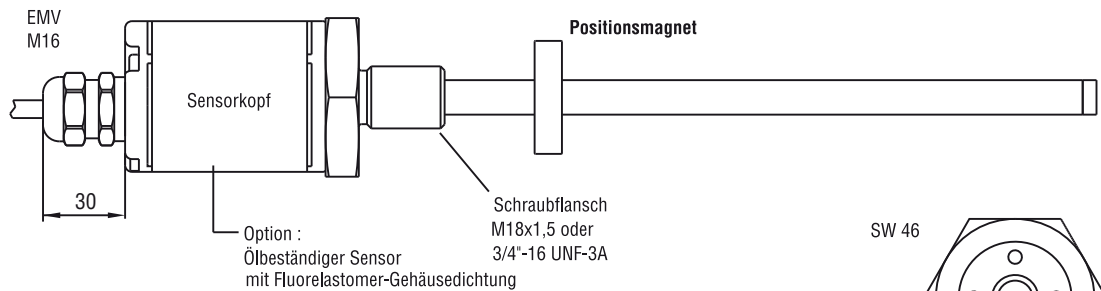 EMV
M16
Positionsmagnet
Sensorkopf
30
Schraubflansch
M18x1,5 oder
3/4"-16 UNF-3A
SW 46
Option :
Ölbeständiger Sensor
mit Fluorelastomer-Gehäusedichtung